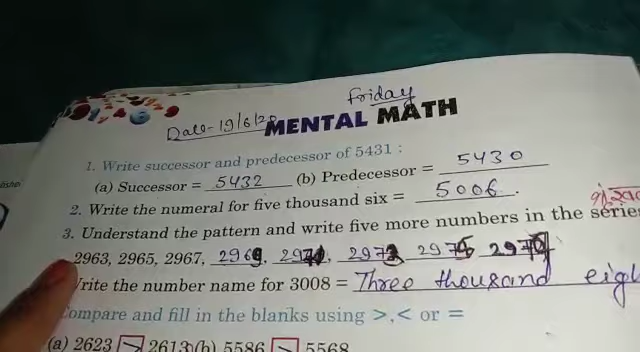 Friday
Date- 19/6/20
MENTAL MATH
1. Write successor and predecessor of 5431 :
(a) Successor = 5432 (b) Predecessor = 5430
2. Write the numeral for five thousand six = 5006.
3. Understand the pattern and write five more numbers in the series
2963, 2965, 2967, 2969, 2971, 2973 2975 2977
Write the number name for 3008 = Three thousand eigh
Compare and fill in the blanks using >,< or =
(a) 2623 > 2613 (b) 5586 > 5568